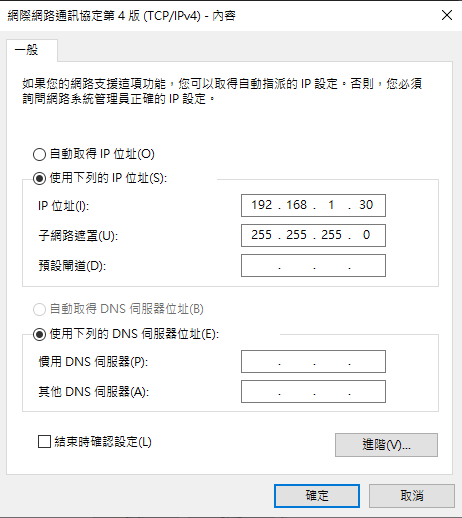 網際網路通訊協定第 4 版 (TCP/IPv4) - 內容
一般
如果您的網路支援這項功能，您可以取得自動指派的 IP 設定。否則，您必須
詢問網路系統管理員正確的 IP 設定。
自動取得 IP 位址(O)
使用下列的 IP 位址(S):
IP 位址(I): 192 . 168 . 1 . 30
子網路遮罩(U): 255 . 255 . 255 . 0
預設閘道(D): . . .
自動取得 DNS 伺服器位址(B)
使用下列的 DNS 伺服器位址(E):
慣用 DNS 伺服器(P): . . .
其他 DNS 伺服器(A): . . .
結束時確認設定(L)
進階(V)...
確定 取消